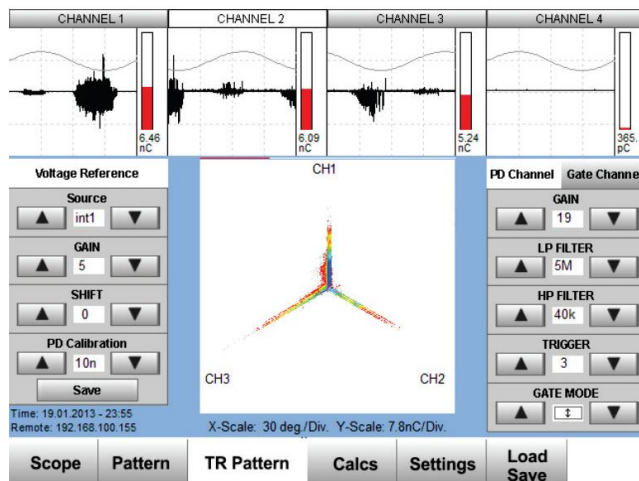 CHANNEL 1
CHANNEL 2
CHANNEL 3
CHANNEL 4
6.46
nC
6.09
nC
5.24
nC
365.
pC
Voltage Reference
Source
int1
GAIN
5
SHIFT
0
PD Calibration
10n
Save
Time: 19.01.2013 - 23:55
Remote: 192.168.100.155
CH1
CH3
CH2
X-Scale: 30 deg./Div. Y-Scale: 7.8nC/Div.
PD Channel
Gate Channe
GAIN
19
LP FILTER
5M
HP FILTER
40k
TRIGGER
3
GATE MODE
Scope
Pattern
TR Pattern
Calcs
Settings
Load
Save